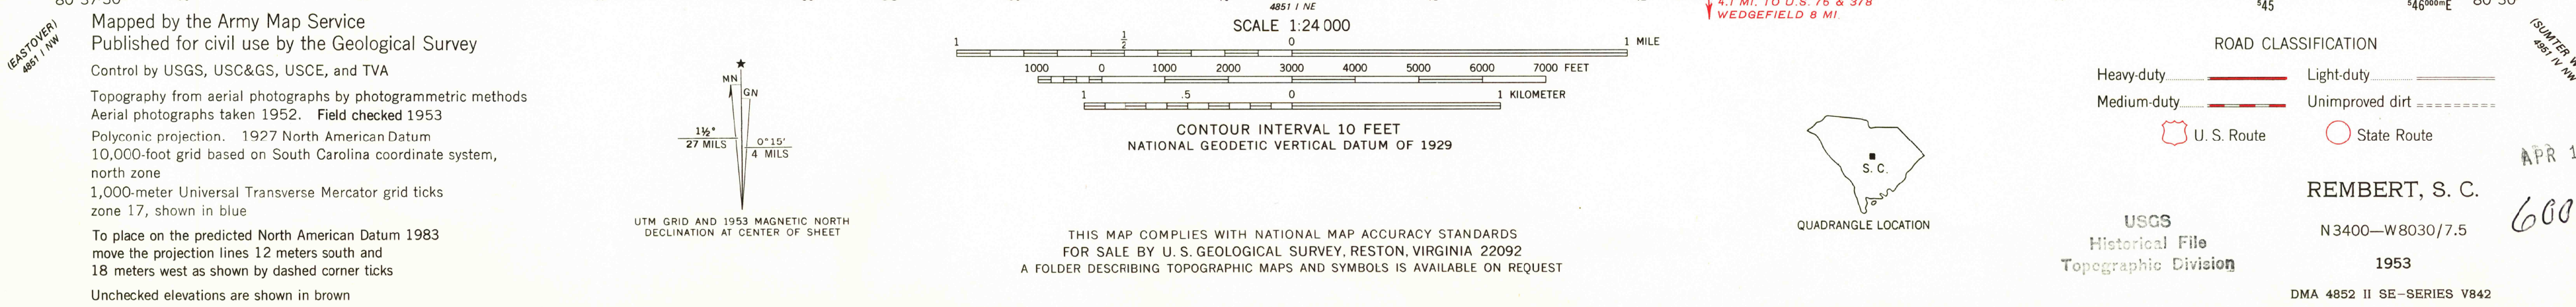 80°37'30"
(EASTOVER)
4851 I NW
Mapped by the Army Map Service
Published for civil use by the Geological Survey
Control by USGS, USC&GS, USCE, and TVA
Topography from aerial photographs by photogrammetric methods
Aerial photographs taken 1952. Field checked 1953
Polyconic projection. 1927 North American Datum
10,000-foot grid based on South Carolina coordinate system,
north zone
1,000-meter Universal Transverse Mercator grid ticks
zone 17, shown in blue
To place on the predicted North American Datum 1983
move the projection lines 12 meters south and
18 meters west as shown by dashed corner ticks
Unchecked elevations are shown in brown
MN
GN
1½°
27 MILS
0°15'
4 MILS
UTM GRID AND 1953 MAGNETIC NORTH
DECLINATION AT CENTER OF SHEET
4851 I NE
SCALE 1:24 000
1 ½ 0 1 MILE
1000 0 1000 2000 3000 4000 5000 6000 7000 FEET
1 .5 0 1 KILOMETER
CONTOUR INTERVAL 10 FEET
NATIONAL GEODETIC VERTICAL DATUM OF 1929
THIS MAP COMPLIES WITH NATIONAL MAP ACCURACY STANDARDS
FOR SALE BY U. S. GEOLOGICAL SURVEY, RESTON, VIRGINIA 22092
A FOLDER DESCRIBING TOPOGRAPHIC MAPS AND SYMBOLS IS AVAILABLE ON REQUEST
4.1 MI. TO U.S. 76 & 378
WEDGEFIELD 8 MI.
S. C.
QUADRANGLE LOCATION
545
546000mE
80°30'
(SUMTER W
4951 IV NW
ROAD CLASSIFICATION
Heavy-duty
Light-duty
Medium-duty
Unimproved dirt
U. S. Route
State Route
APR 1
REMBERT, S. C.
600
N3400—W8030/7.5
1953
USGS
Historical File
Topographic Division
DMA 4852 II SE-SERIES V842